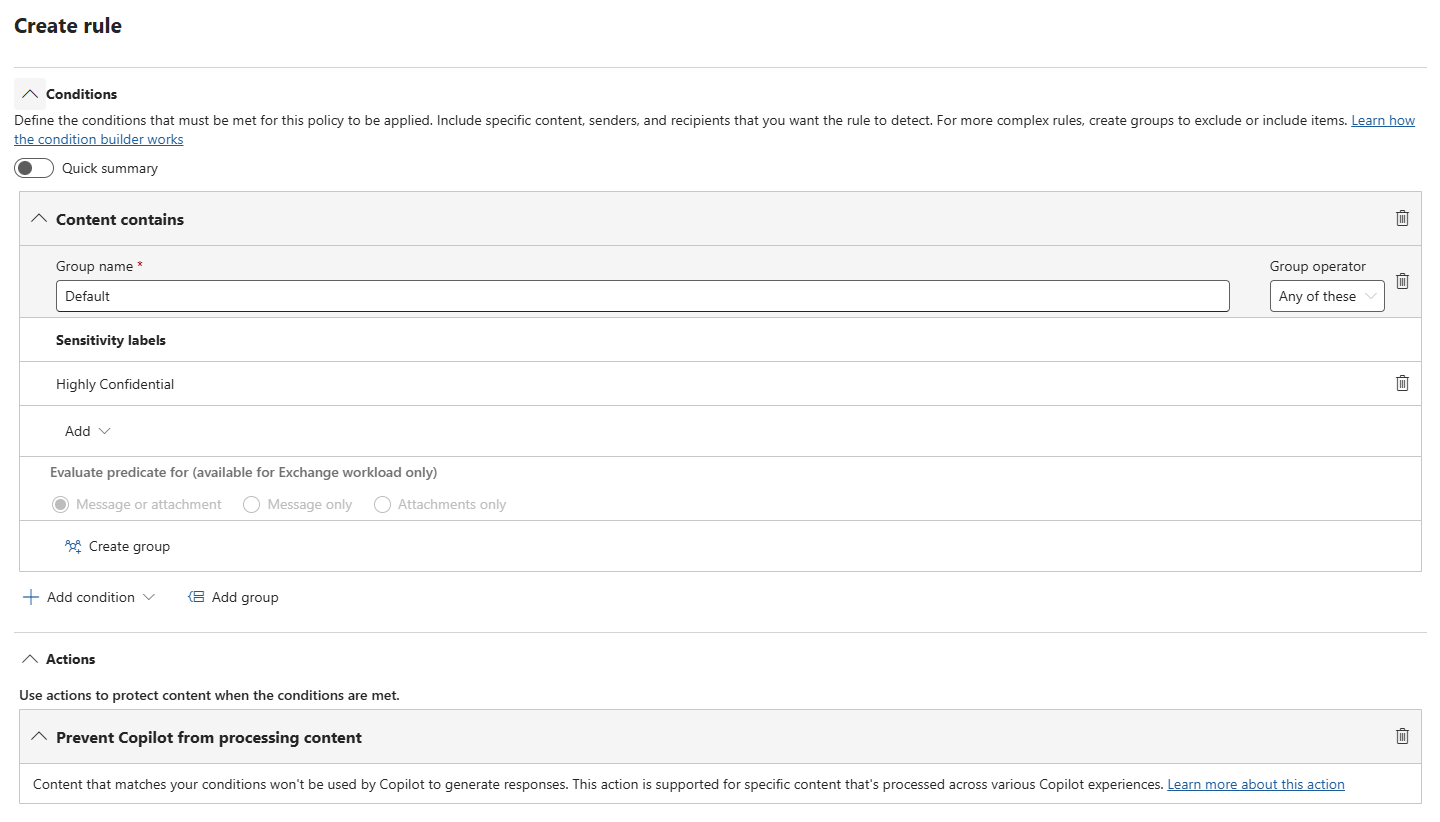 Create rule
Conditions
Define the conditions that must be met for this policy to be applied. Include specific content, senders, and recipients that you want the rule to detect. For more complex rules, create groups to exclude or include items. Learn how
the condition builder works
Quick summary
Content contains
Group name *
Group operator
Default
Any of these
Sensitivity labels
Highly Confidential
Add
Evaluate predicate for (available for Exchange workload only)
Message or attachment Message only Attachments only
Create group
Add condition Add group
Actions
Use actions to protect content when the conditions are met.
Prevent Copilot from processing content
Content that matches your conditions won't be used by Copilot to generate responses. This action is supported for specific content that's processed across various Copilot experiences. Learn more about this action